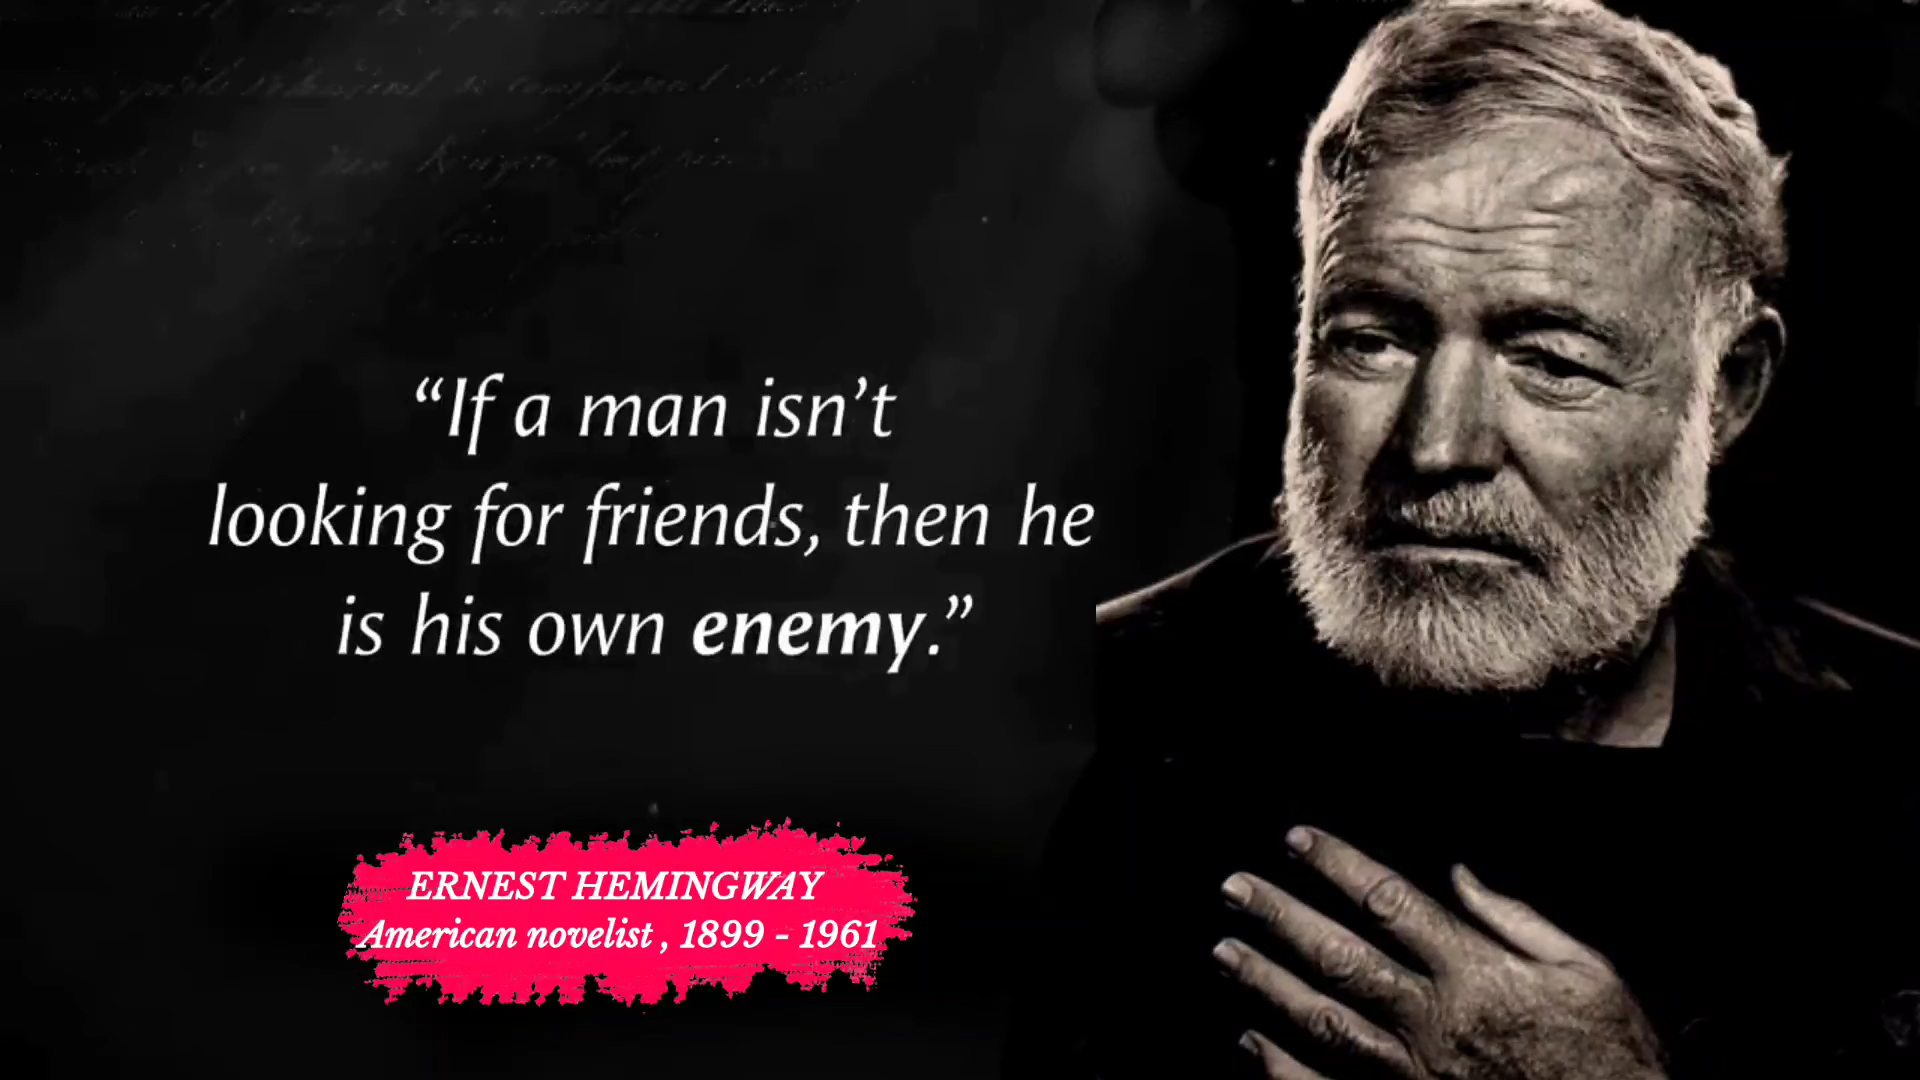 “If a man isn’t
looking for friends, then he
is his own enemy.”
ERNEST HEMINGWAY
American novelist , 1899 - 1961